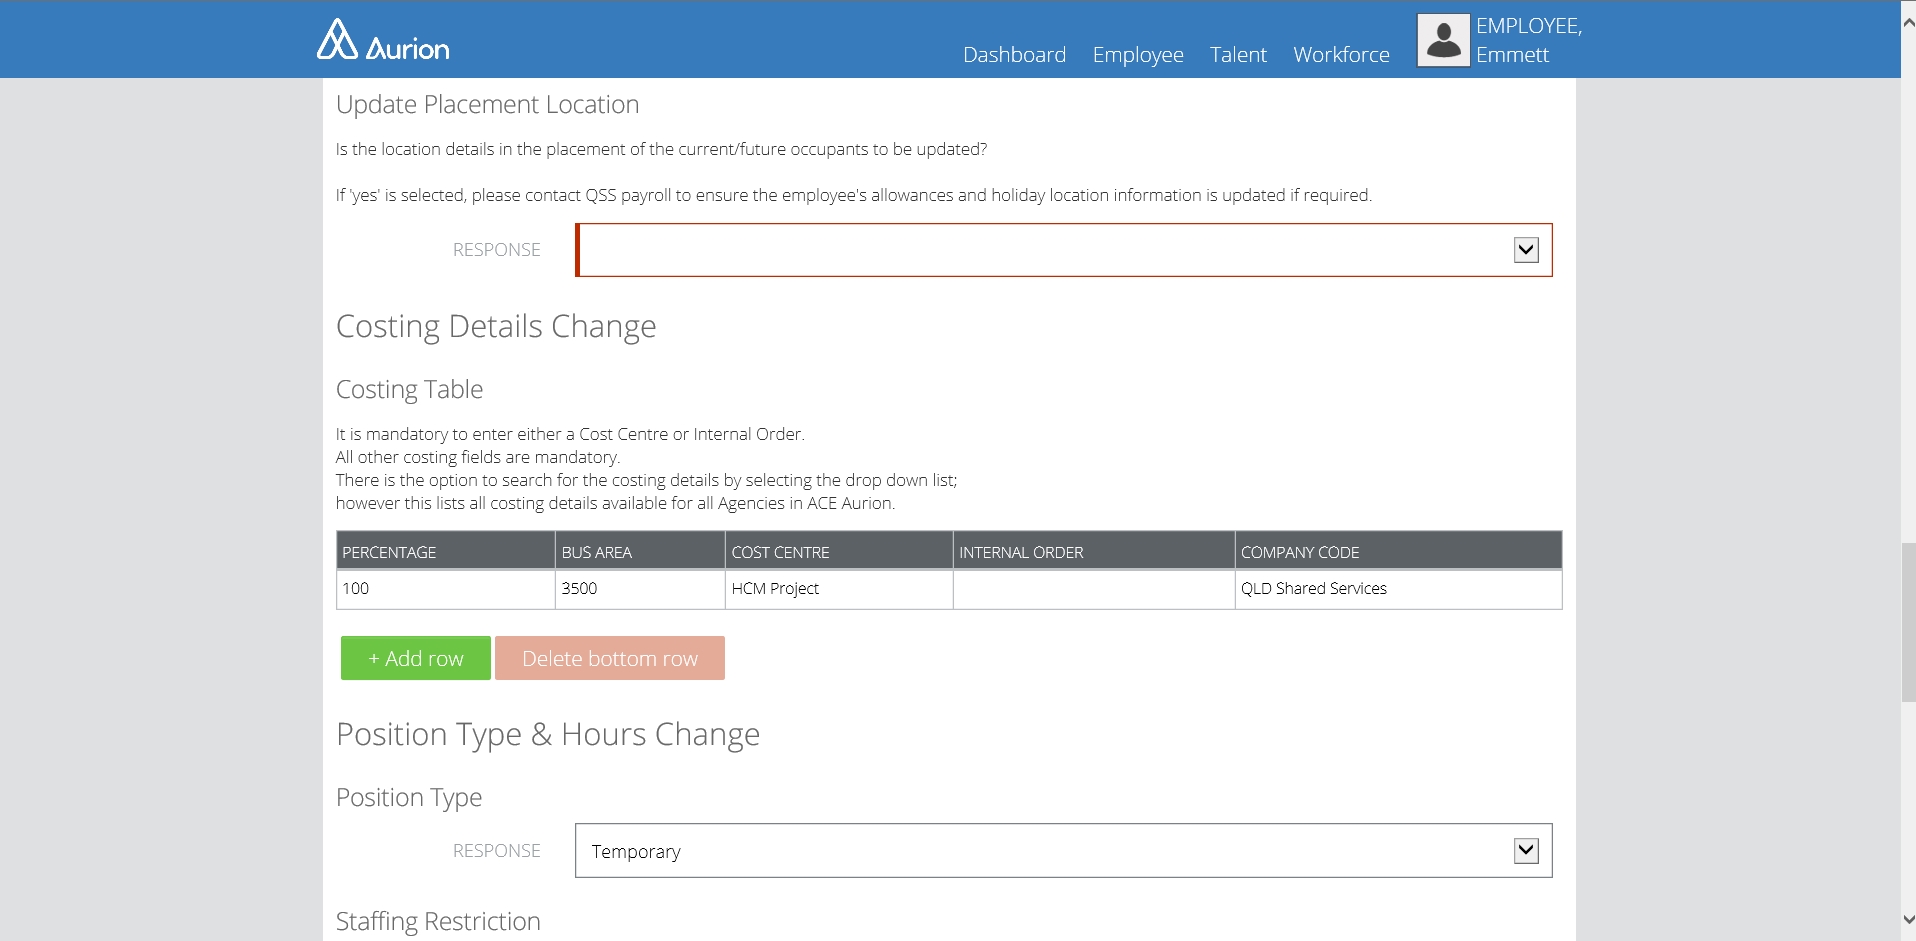 Aurion
Dashboard Employee Talent Workforce
EMPLOYEE,
Emmett
Update Placement Location
Is the location details in the placement of the current/future occupants to be updated?
If 'yes' is selected, please contact QSS payroll to ensure the employee's allowances and holiday location information is updated if required.
RESPONSE
Costing Details Change
Costing Table
It is mandatory to enter either a Cost Centre or Internal Order.
All other costing fields are mandatory.
There is the option to search for the costing details by selecting the drop down list;
however this lists all costing details available for all Agencies in ACE Aurion.
PERCENTAGE BUS AREA COST CENTRE INTERNAL ORDER COMPANY CODE
100 3500 HCM Project QLD Shared Services
+ Add row Delete bottom row
Position Type & Hours Change
Position Type
RESPONSE Temporary
Staffing Restriction